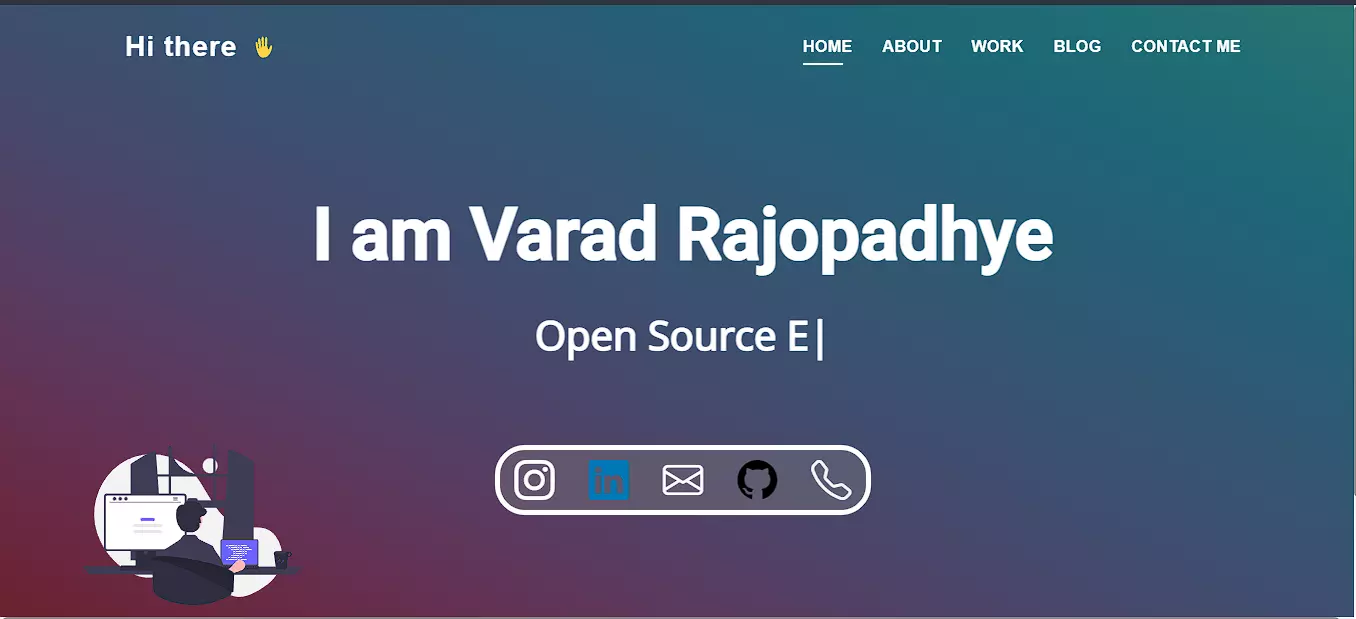 Hi there 👋
HOME ABOUT WORK BLOG CONTACT ME
I am Varad Rajopadhye
Open Source E|
in